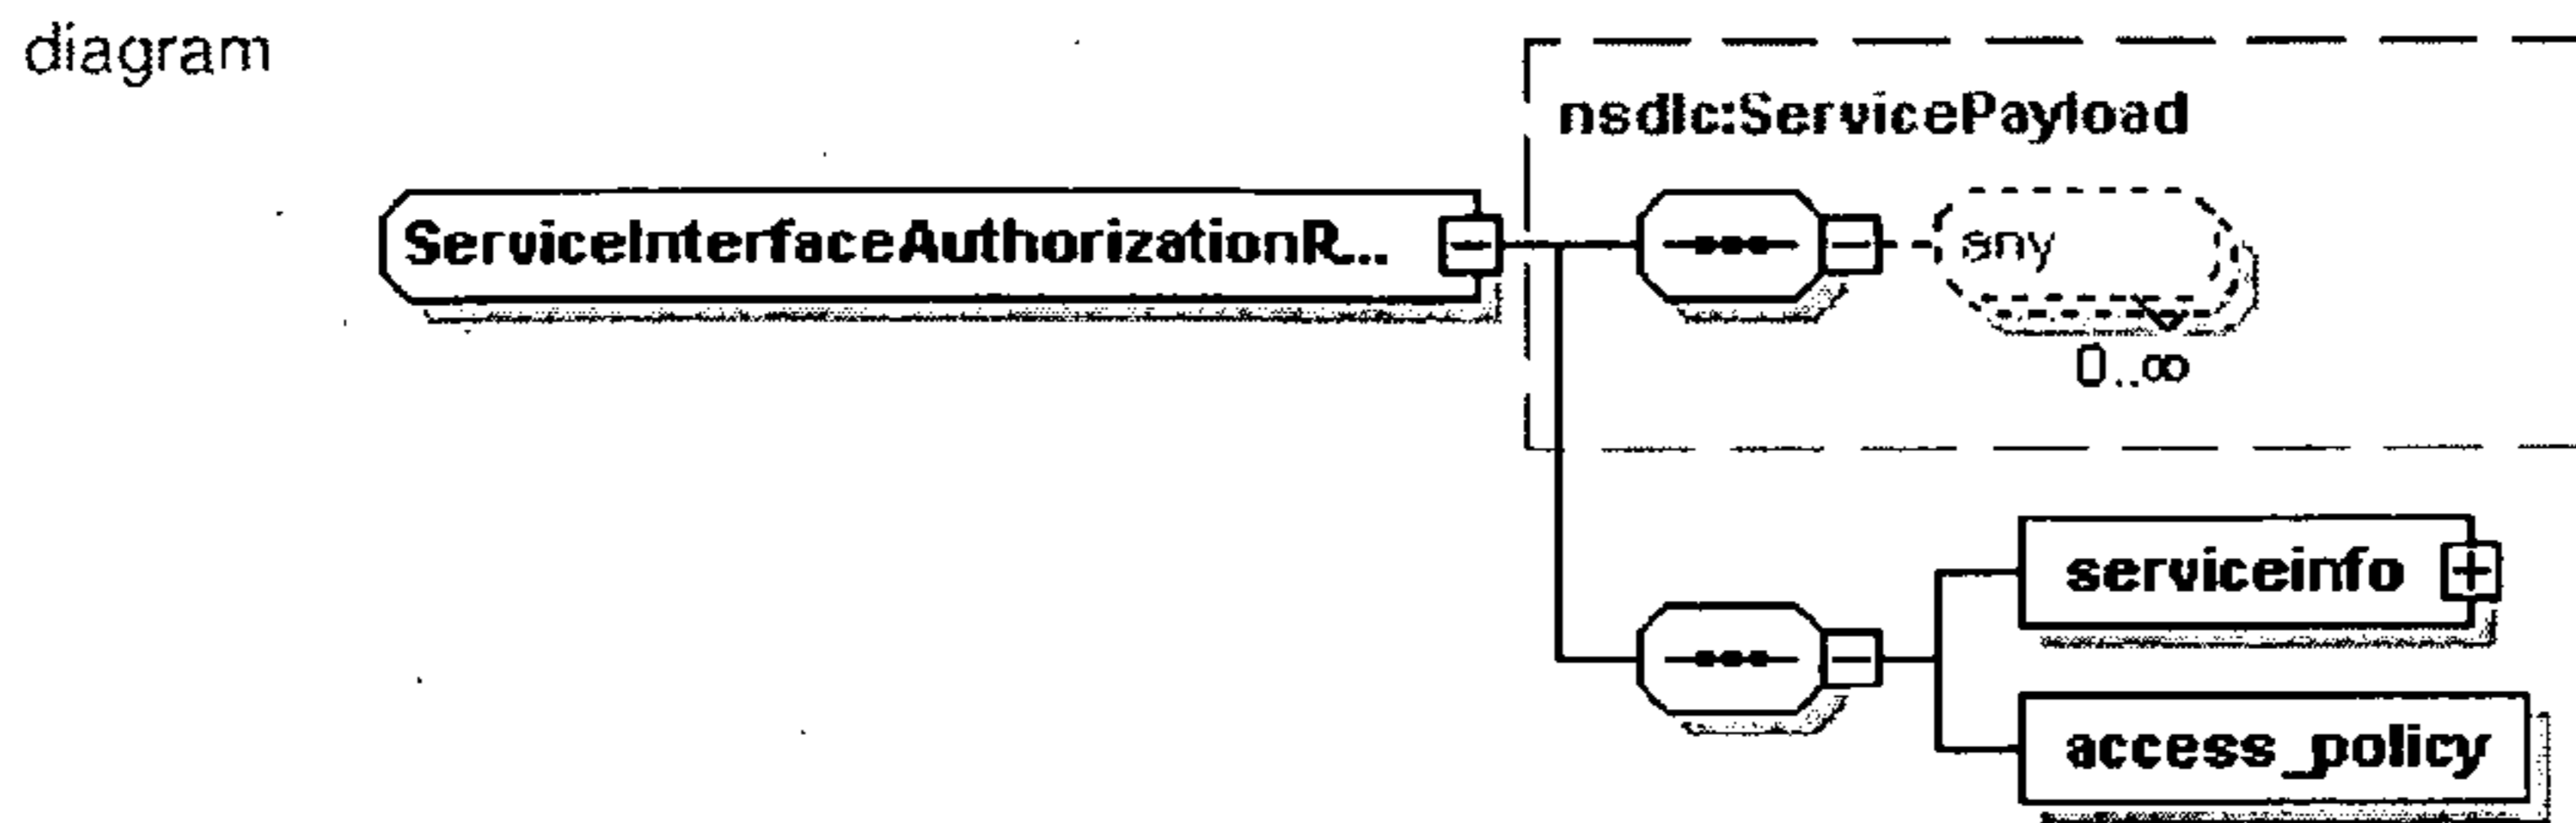 diagram
nsdlc:ServicePayload
ServiceInterfaceAuthorizationR...
any
0..∞
serviceinfo
access_policy